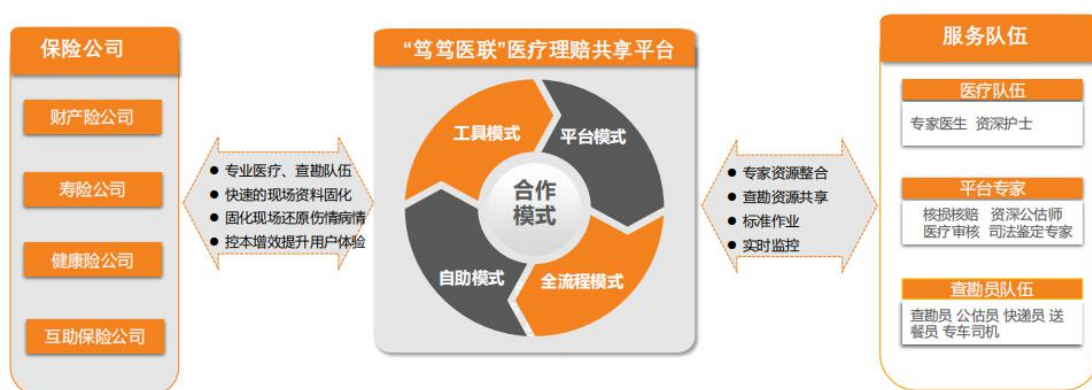 保险公司
财产险公司
寿险公司
健康险公司
互助保险公司
● 专业医疗、查勘队伍
● 快速的现场资料固化
● 固化现场还原伤情病情
● 控本增效提升用户体验
“笃笃医联”医疗理赔共享平台
工具模式
平台模式
合作
模式
自助模式
全流程模式
● 专家资源整合
● 查勘资源共享
● 标准作业
● 实时监控
服务队伍
医疗队伍
专家医生 资深护士
平台专家
核损核赔 资深公估师
医疗审核 司法鉴定专家
查勘员队伍
查勘员 公估员 快递员 送
餐员 专车司机